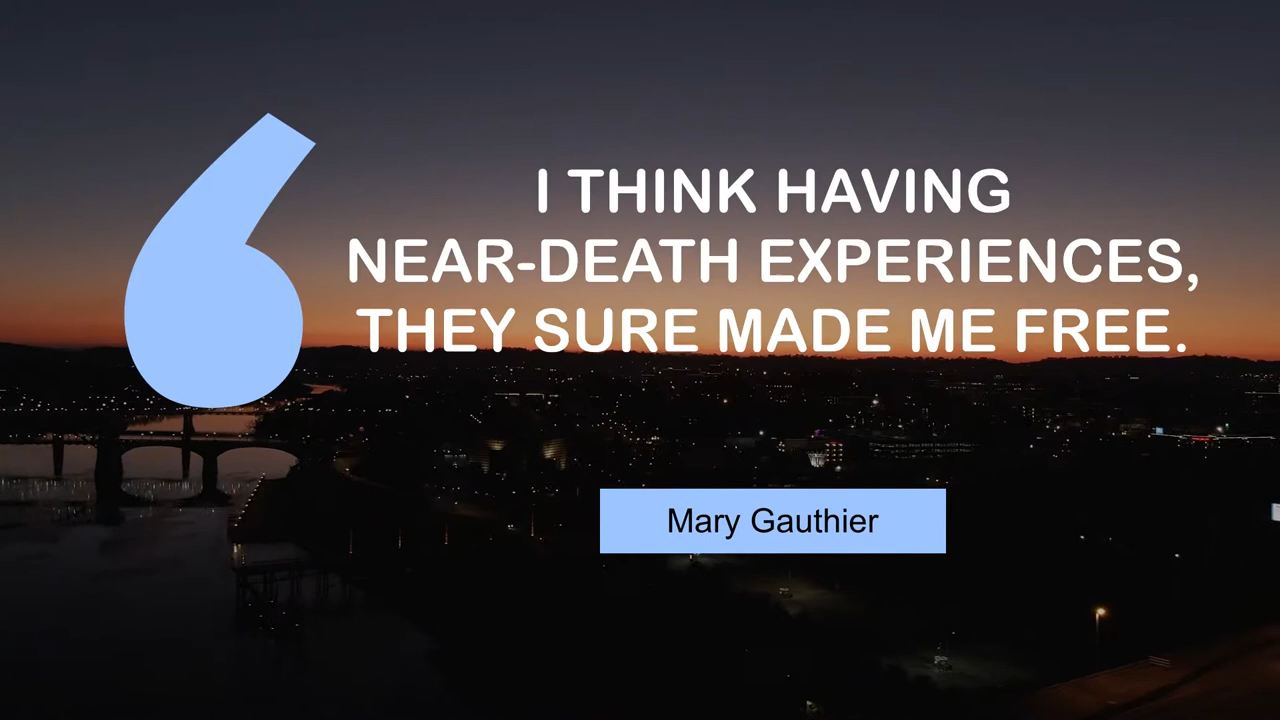 I THINK HAVING
NEAR-DEATH EXPERIENCES,
THEY SURE MADE ME FREE.
Mary Gauthier